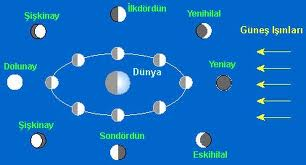 İlkdördün
Şişkinay
Yenihilal
Güneş Işınları
Dolunay
Dünya
Yeniay
Şişkinay
Sondördün
Eskihilal